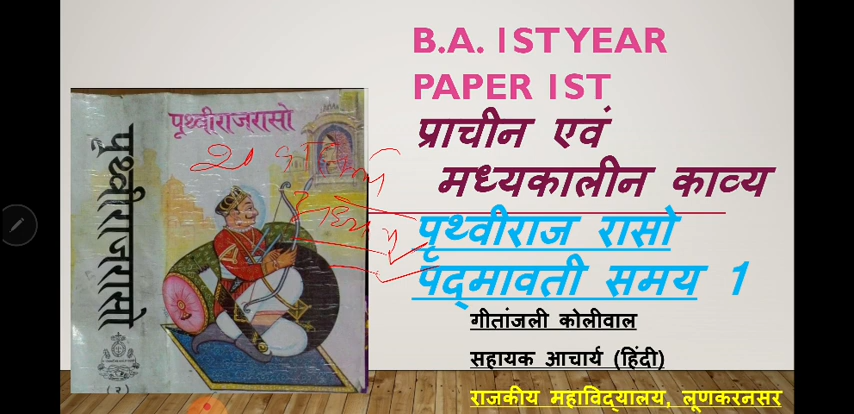 B.A. IST YEAR
PAPER IST
प्राचीन एवं
मध्यकालीन काव्य
पृथ्वीराज रासो
पद्मावती समय 1
गीतांजली कोलीवाल
सहायक आचार्य (हिंदी)
राजकीय महाविद्यालय, लूणकरनसर
पृथ्वीराजरासो
पृथ्वीराजरासो
(२)